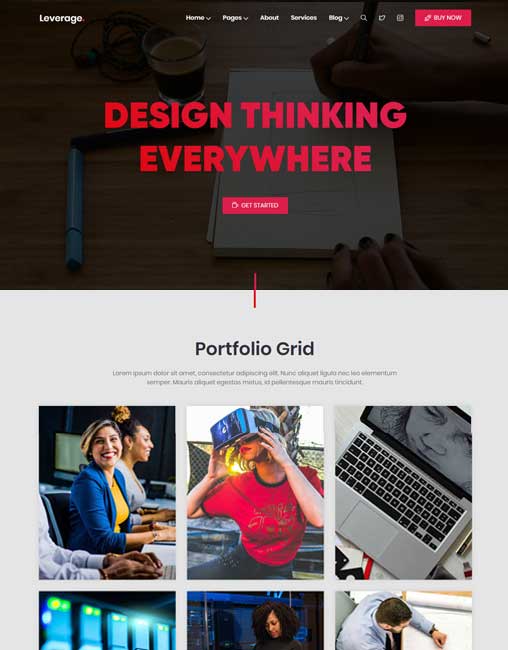 Leverage.
Home
Pages
About
Services
Blog
BUY NOW
DESIGN THINKING
EVERYWHERE
GET STARTED
Portfolio Grid
Lorem ipsum dolor sit amet, consectetur adipiscing elit. Nunc aliquet ligula nec leo elementum
semper. Mauris aliquet egestas metus, id pellentesque mauris tincidunt.